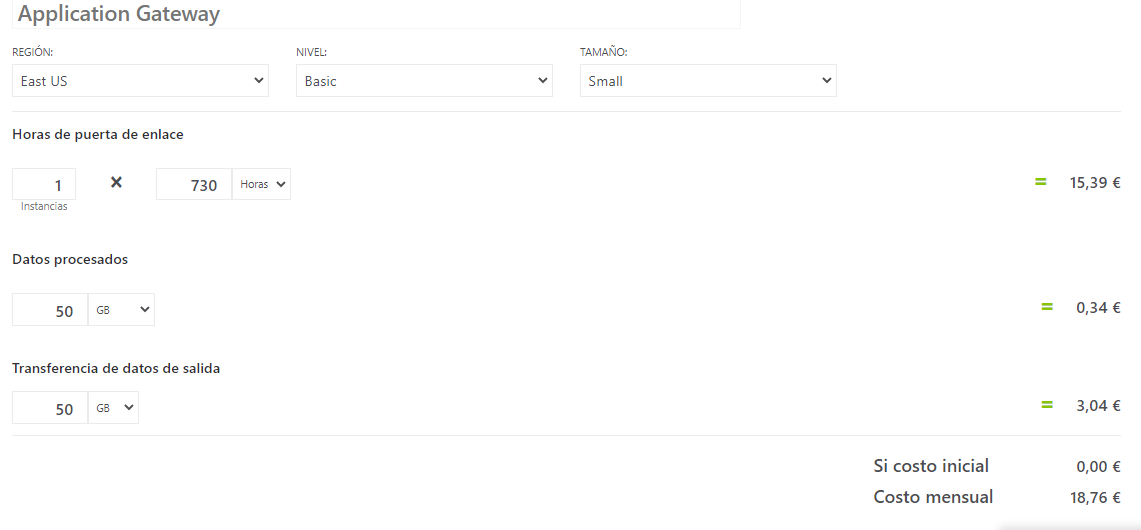 Application Gateway
REGIÓN: NIVEL: TAMAÑO:
East US Basic Small
Horas de puerta de enlace
1 × 730 Horas = 15,39 €
Instancias
Datos procesados
50 GB = 0,34 €
Transferencia de datos de salida
50 GB = 3,04 €
Si costo inicial 0,00 €
Costo mensual 18,76 €